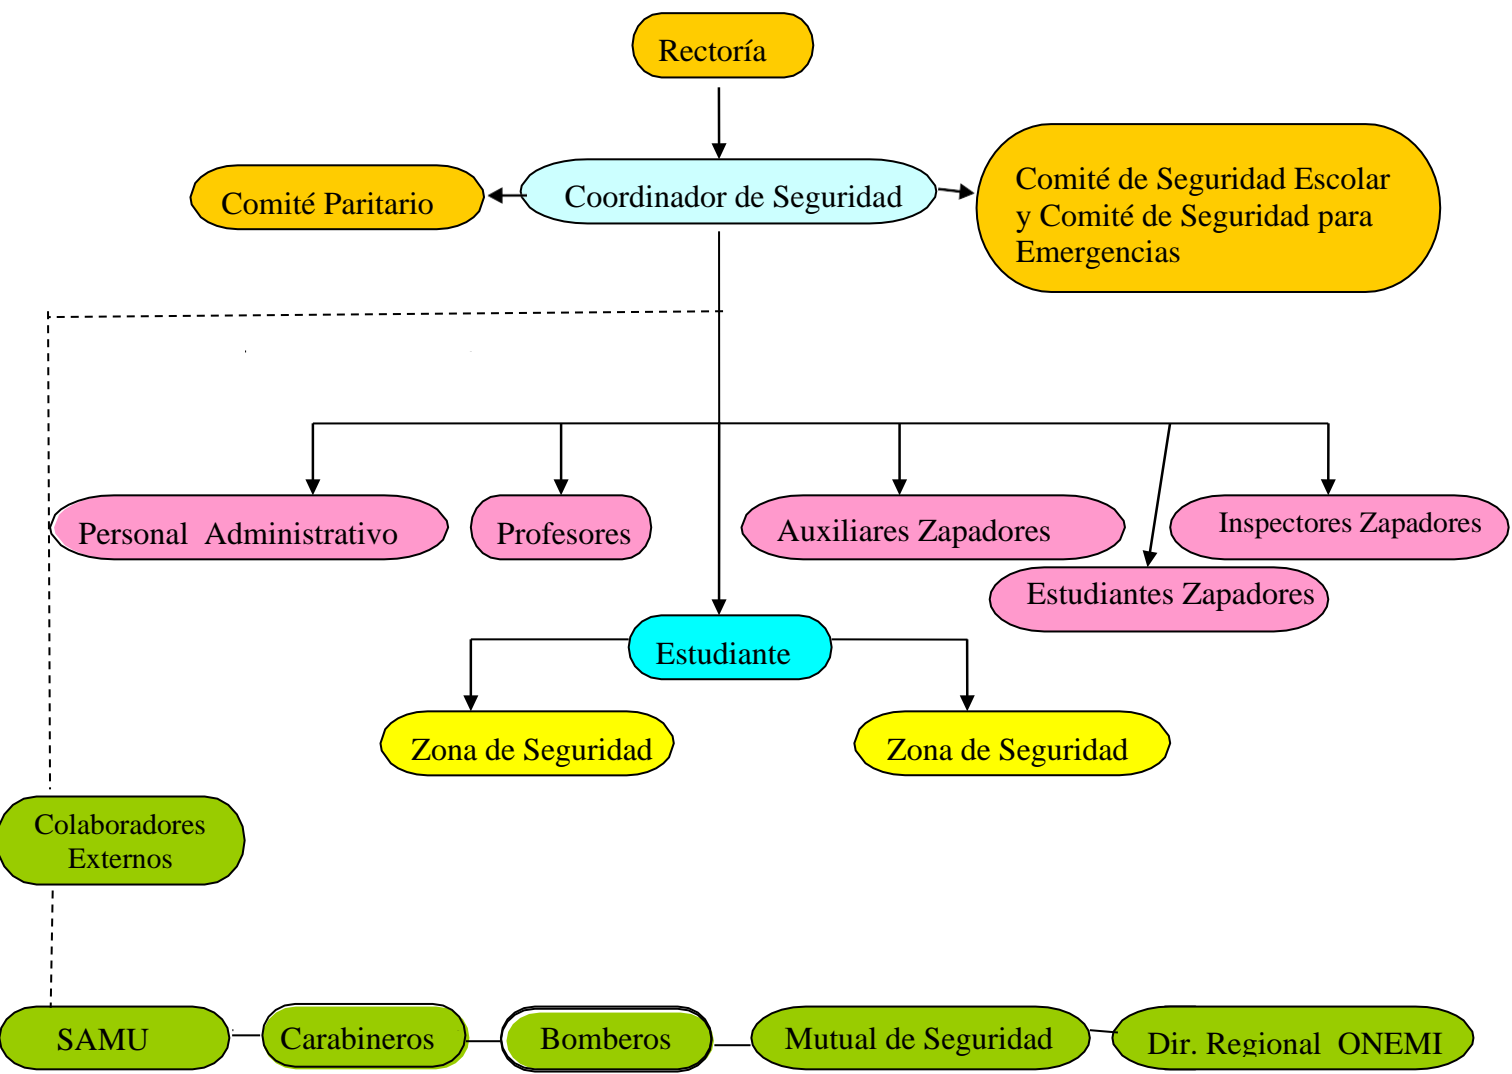 Rectoría
Comité Paritario
Coordinador de Seguridad
Comité de Seguridad Escolar
y Comité de Seguridad para
Emergencias
Personal Administrativo
Profesores
Auxiliares Zapadores
Inspectores Zapadores
Estudiantes Zapadores
Estudiante
Zona de Seguridad
Zona de Seguridad
Colaboradores
Externos
SAMU
Carabineros
Bomberos
Mutual de Seguridad
Dir. Regional ONEMI